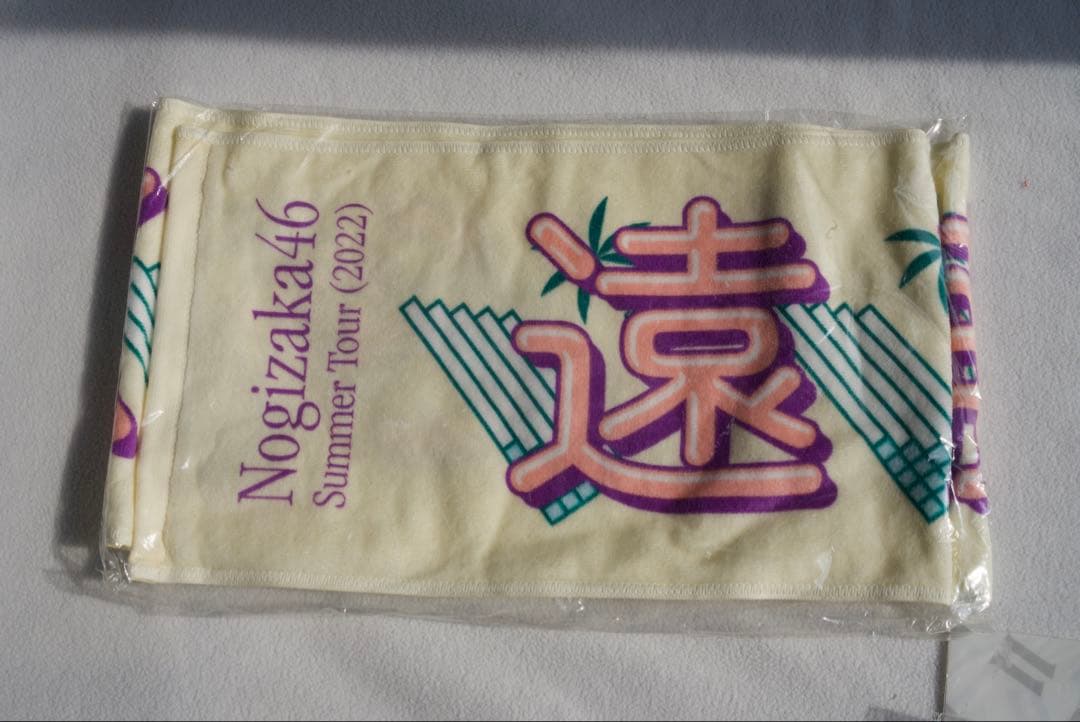 Nogizaka46
Summer Tour (2022)
遠